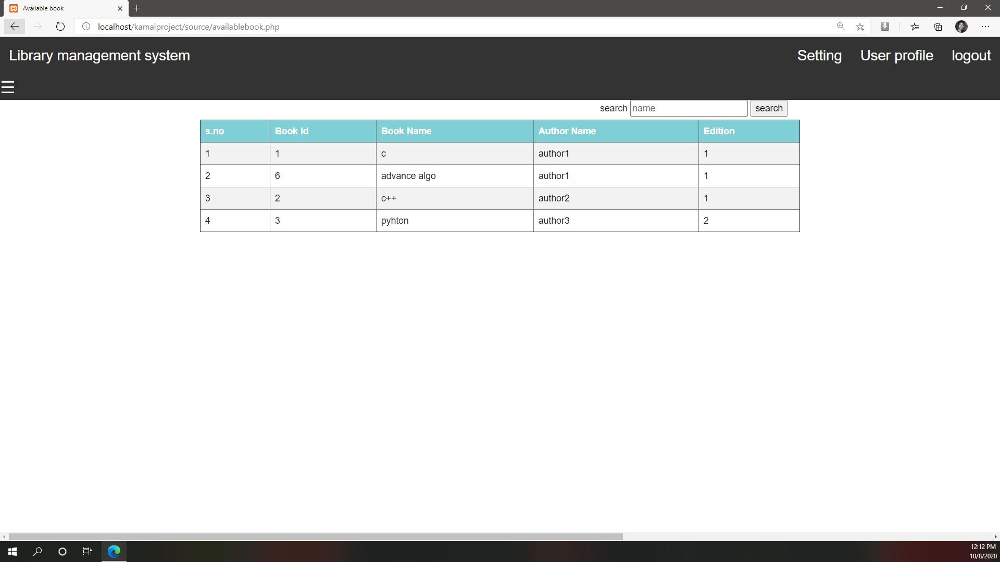 Available book
localhost/kamalproject/source/availablebook.php
Library management system Setting User profile logout
search name search
s.no Book Id Book Name Author Name Edition
1 1 c author1 1
2 6 advance algo author1 1
3 2 c++ author2 1
4 3 pyhton author3 2
12:12 PM
10/8/2020